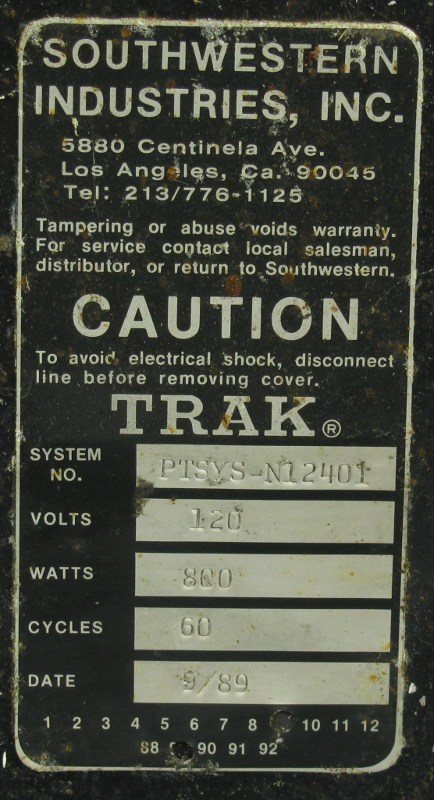 SOUTHWESTERN
INDUSTRIES, INC.
5880 Centinela Ave.
Los Angeles, Ca. 90045
Tel: 213/776-1125
Tampering or abuse voids warranty.
For service contact local salesman,
distributor, or return to Southwestern.
CAUTION
To avoid electrical shock, disconnect
line before removing cover.
TRAK®
SYSTEM NO. PTSYS-N12401
VOLTS 120
WATTS 800
CYCLES 60
DATE 9/89
1 2 3 4 5 6 7 8 10 11 12
88 90 91 92